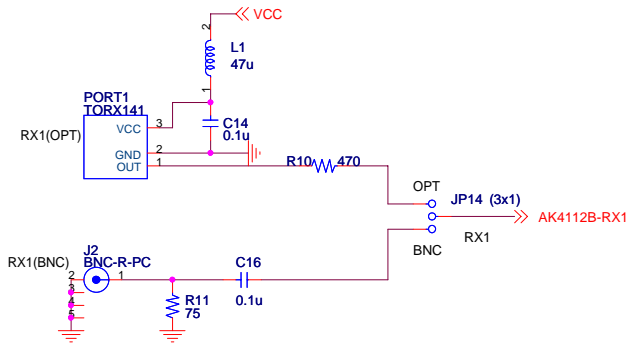 VCC
2
L1
47u
1
PORT1
TORX141
RX1(OPT)
VCC
3
C14
0.1u
GND
2
OUT
1
R10
470
OPT
JP14 (3x1)
AK4112B-RX1
RX1
BNC
J2
BNC-R-PC
RX1(BNC)
2
1
3
4
5
C16
0.1u
R11
75